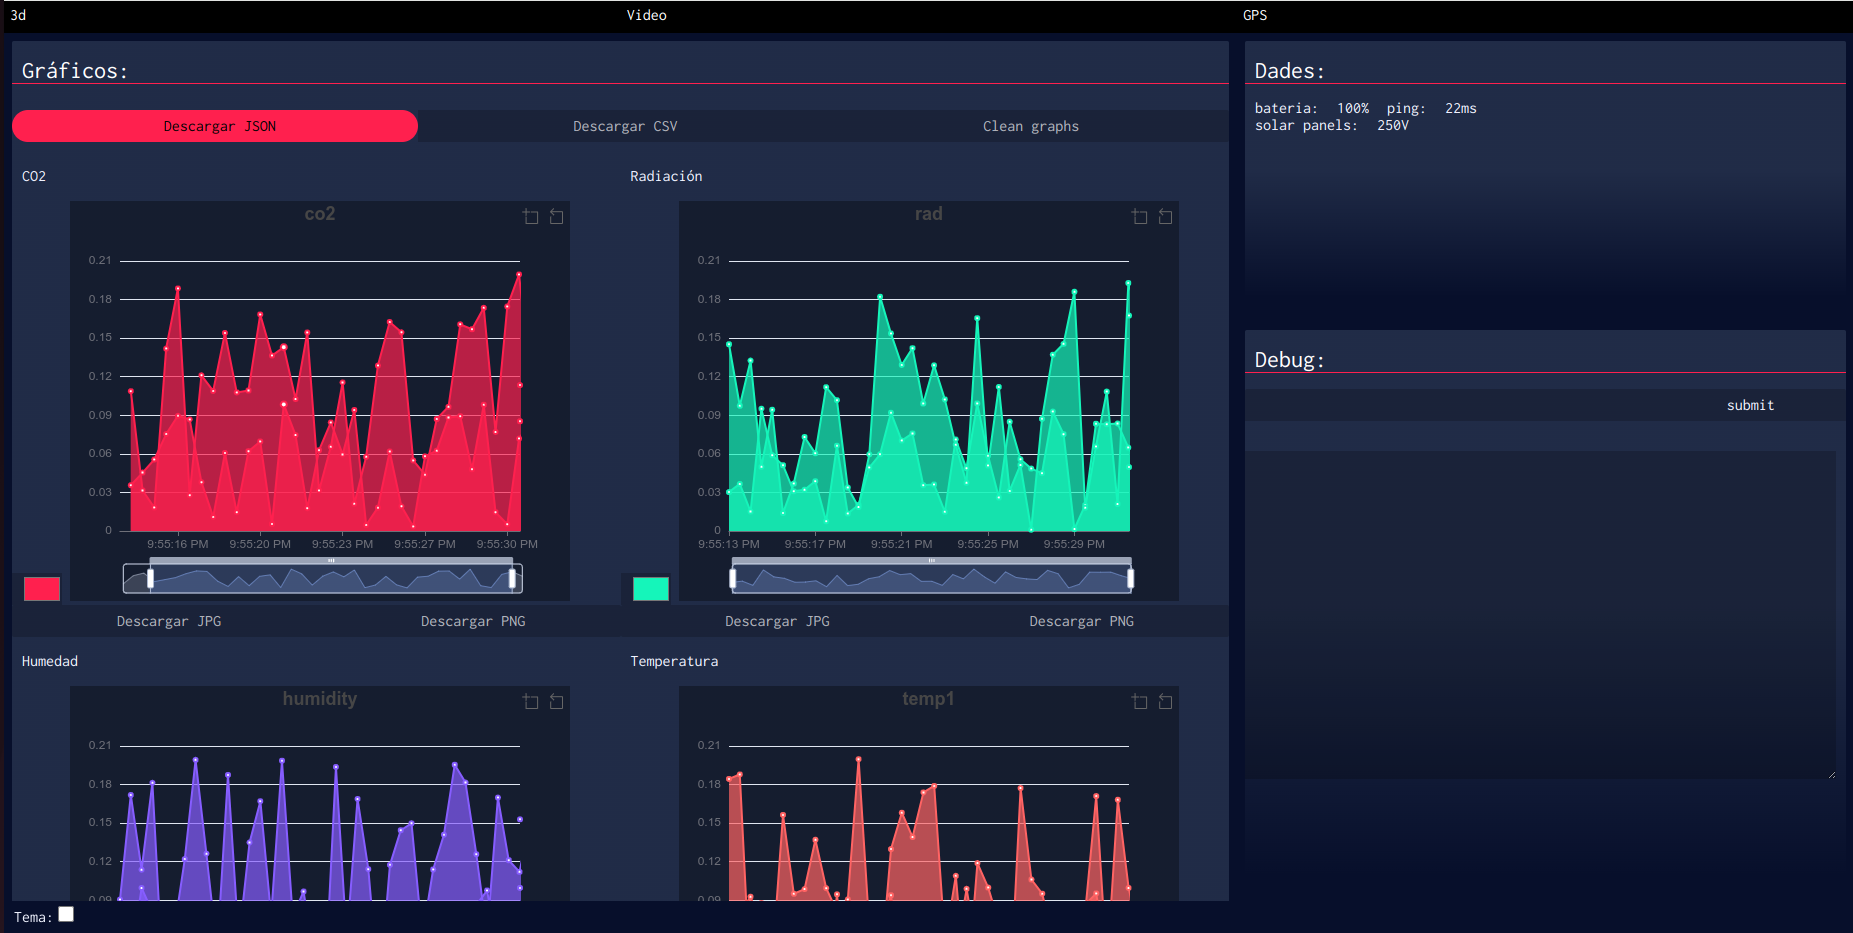 3d Video GPS
Gráficos:
Descargar JSON Descargar CSV Clean graphs
CO2 Radiación
co2
0.21
0.18
0.15
0.12
0.09
0.06
0.03
0
9:55:16 PM 9:55:20 PM 9:55:23 PM 9:55:27 PM 9:55:30 PM
rad
0.21
0.18
0.15
0.12
0.09
0.06
0.03
0
9:55:13 PM 9:55:17 PM 9:55:21 PM 9:55:25 PM 9:55:29 PM
Descargar JPG Descargar PNG Descargar JPG Descargar PNG
Humedad Temperatura
humidity
0.21
0.18
0.15
0.12
0.09
temp1
0.21
0.18
0.15
0.12
0.09
Tema:
Dades:
bateria: 100% ping: 22ms
solar panels: 250V
Debug:
submit